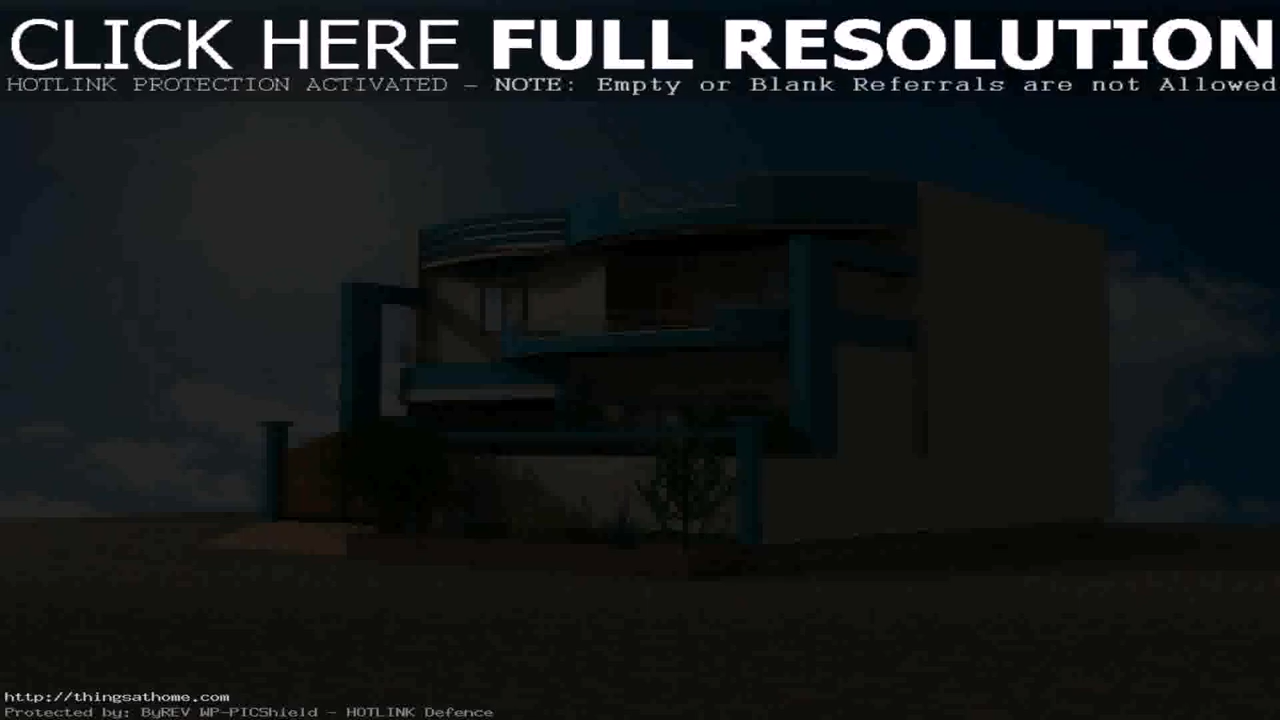 CLICK HERE FULL RESOLUTION
HOTLINK PROTECTION ACTIVATED - NOTE: Empty or Blank Referrals are not Allowed
http://thingsathome.com
Protected by: ByREV WP-PICShield - HOTLINK Defence